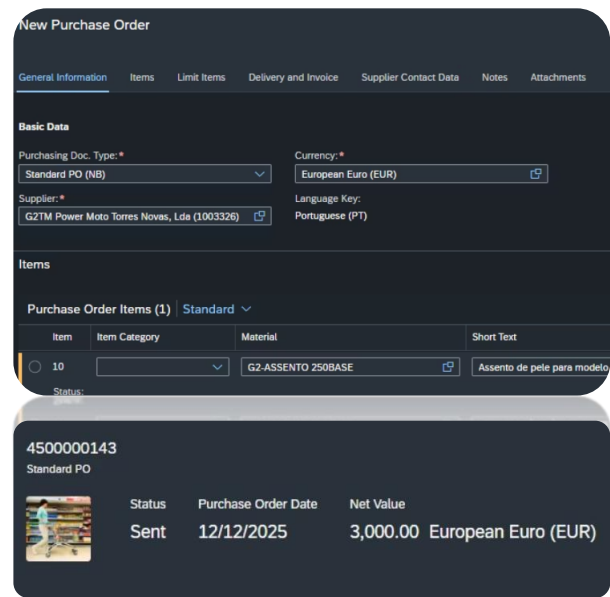 New Purchase Order
General Information Items Limit Items Delivery and Invoice Supplier Contact Data Notes Attachments
Basic Data
Purchasing Doc. Type:* Currency:*
Standard PO (NB) European Euro (EUR)
Supplier:* Language Key:
G2TM Power Moto Torres Novas, Lda (1003326) Portuguese (PT)
Items
Purchase Order Items (1) Standard
Item Item Category Material Short Text
10 G2-ASSENTO 250BASE Assento de pele para modelo
Status:
4500000143
Standard PO
Status Purchase Order Date Net Value
Sent 12/12/2025 3,000.00 European Euro (EUR)